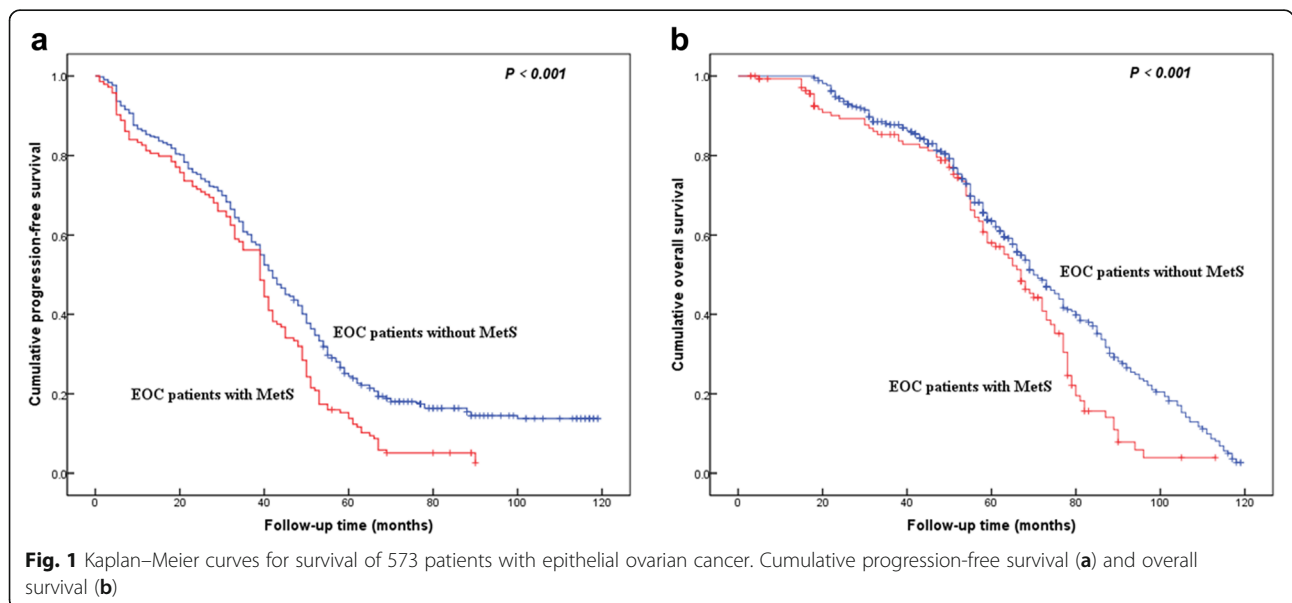 a
P < 0.001
1.0
0.8
0.6
0.4
0.2
0.0
Cumulative progression-free survival
EOC patients without MetS
EOC patients with MetS
0 20 40 60 80 100 120
Follow-up time (months)
b
P < 0.001
1.0
0.8
0.6
0.4
0.2
0.0
Cumulative overall survival
EOC patients without MetS
EOC patients with MetS
0 20 40 60 80 100 120
Follow-up time (months)
Fig. 1 Kaplan–Meier curves for survival of 573 patients with epithelial ovarian cancer. Cumulative progression-free survival (a) and overall
survival (b)